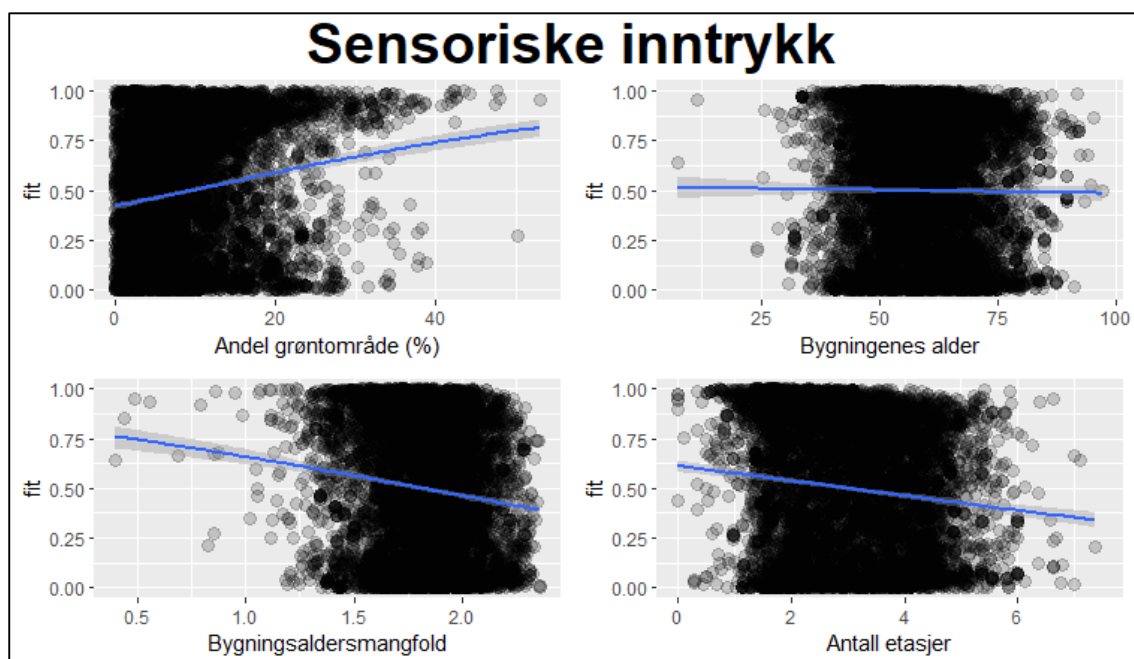 Sensoriske inntrykk
fit
1.00
0.75
0.50
0.25
0.00
0 20 40
Andel grøntområde (%)
fit
1.00
0.75
0.50
0.25
0.00
25 50 75 100
Bygningenes alder
fit
1.00
0.75
0.50
0.25
0.00
0.5 1.0 1.5 2.0
Bygningsaldersmangfold
fit
1.00
0.75
0.50
0.25
0.00
0 2 4 6
Antall etasjer